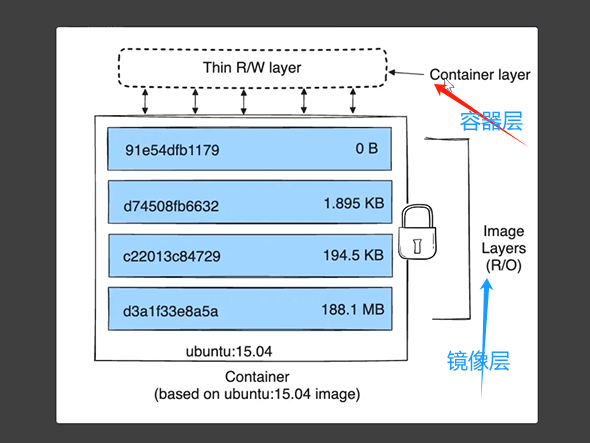 Thin R/W layer
Container layer
容器层
91e54dfb1179 0 B
d74508fb6632 1.895 KB
c22013c84729 194.5 KB
d3a1f33e8a5a 188.1 MB
Image
Layers
(R/O)
镜像层
ubuntu:15.04
Container
(based on ubuntu:15.04 image)